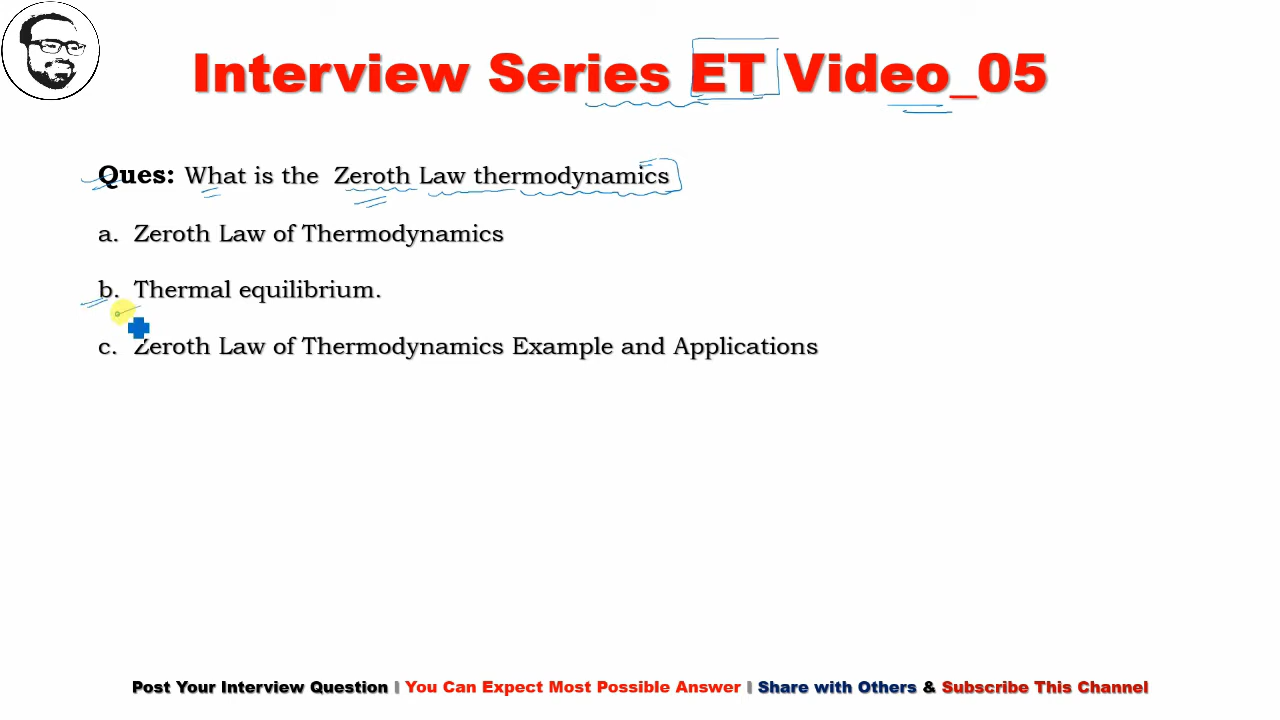 Interview Series ET Video_05
Ques: What is the Zeroth Law thermodynamics
a. Zeroth Law of Thermodynamics
b. Thermal equilibrium.
c. Zeroth Law of Thermodynamics Example and Applications
Post Your Interview Question | You Can Expect Most Possible Answer | Share with Others & Subscribe This Channel